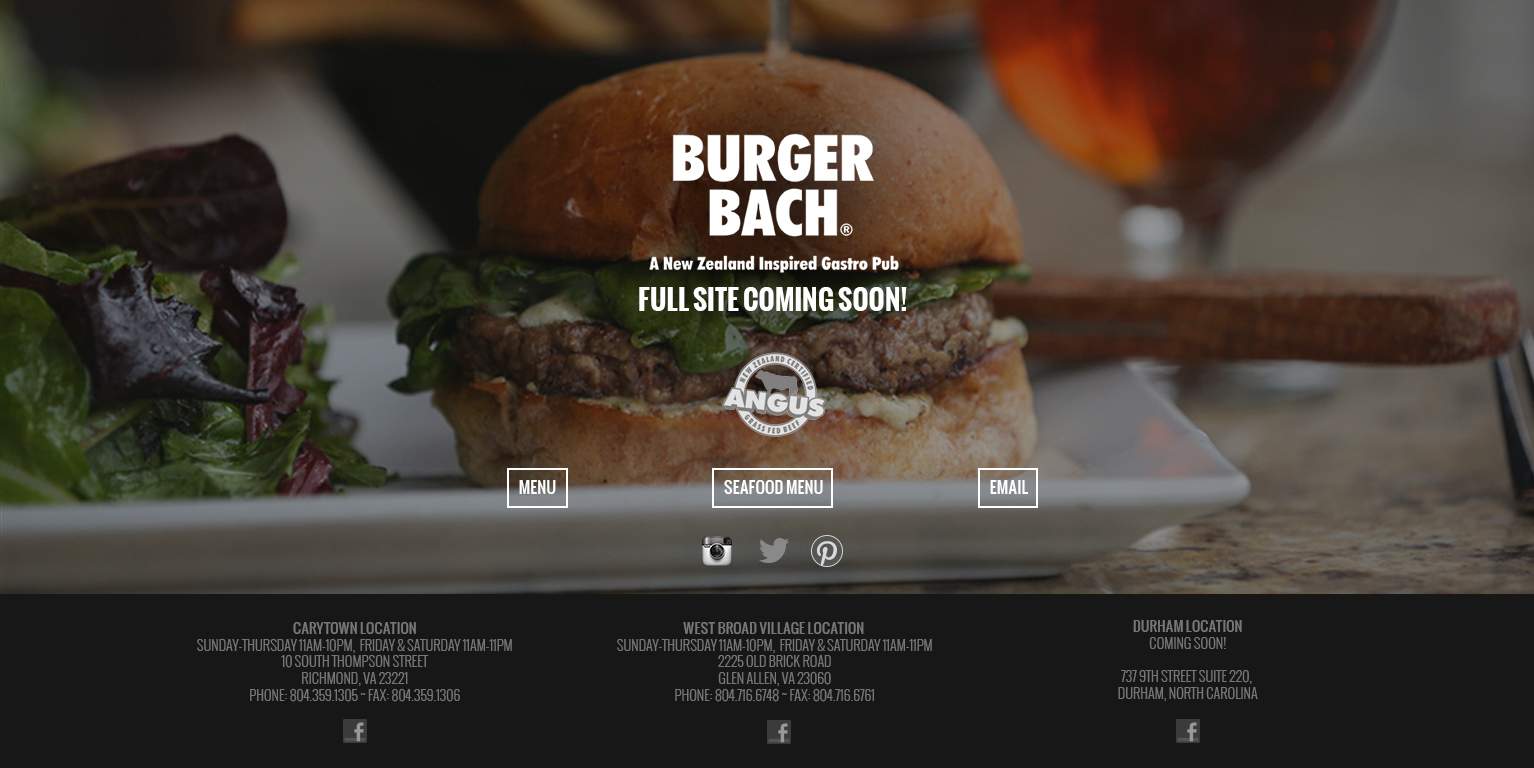 BURGER
BACH®
A New Zealand Inspired Gastro Pub
FULL SITE COMING SOON!
NEW ZEALAND CERTIFIED
ANGUS
GRASS FED BEEF
MENU
SEAFOOD MENU
EMAIL
CARYTOWN LOCATION
SUNDAY-THURSDAY 11AM-10PM, FRIDAY & SATURDAY 11AM-11PM
10 SOUTH THOMPSON STREET
RICHMOND, VA 23221
PHONE: 804.359.1305 ~ FAX: 804.359.1306
WEST BROAD VILLAGE LOCATION
SUNDAY-THURSDAY 11AM-10PM, FRIDAY & SATURDAY 11AM-11PM
2225 OLD BRICK ROAD
GLEN ALLEN, VA 23060
PHONE: 804.716.6748 ~ FAX: 804.716.6761
DURHAM LOCATION
COMING SOON!
737 9TH STREET SUITE 220,
DURHAM, NORTH CAROLINA